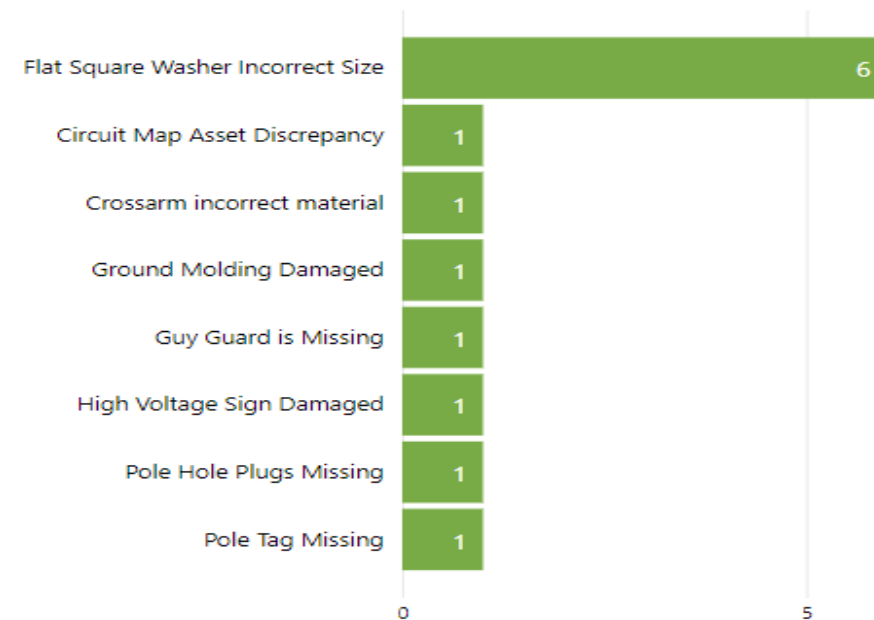 Flat Square Washer Incorrect Size 6
Circuit Map Asset Discrepancy 1
Crossarm incorrect material 1
Ground Molding Damaged 1
Guy Guard is Missing 1
High Voltage Sign Damaged 1
Pole Hole Plugs Missing 1
Pole Tag Missing 1
0 5